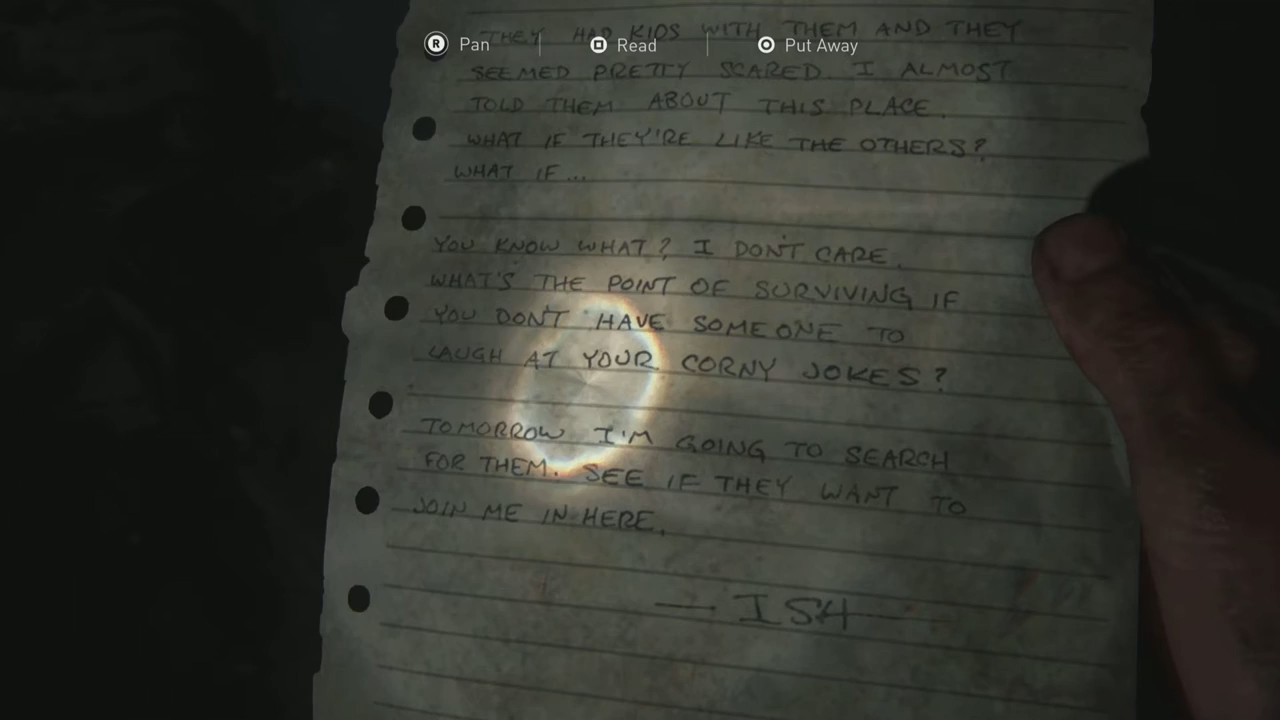 THEY HAD KIDS WITH THEM AND THEY
R Pan | Read | Put Away
SEEMED PRETTY SCARED. I ALMOST
TOLD THEM ABOUT THIS PLACE.
WHAT IF THEY'RE LIKE THE OTHERS?
WHAT IF...
YOU KNOW WHAT? I DON'T CARE.
WHAT'S THE POINT OF SURVIVING IF
YOU DON'T HAVE SOMEONE TO
LAUGH AT YOUR CORNY JOKES?
TOMORROW I'M GOING TO SEARCH
FOR THEM. SEE IF THEY WANT TO
JOIN ME IN HERE.
— ISH —